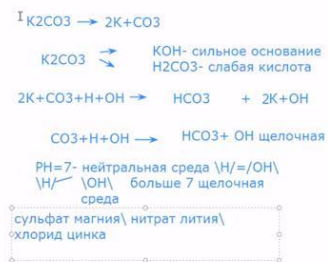 K2CO3 → 2K+CO3
K2CO3 → КОН- сильное основание
→ H2CO3- слабая кислота
2K+CO3+H+OH → HCO3 + 2K+OH
CO3+H+OH → HCO3+ OH щелочная
PH=7- нейтральная среда \H/=/OH\
\H/ \OH\ больше 7 щелочная
среда
сульфат магния\ нитрат лития\
хлорид цинка